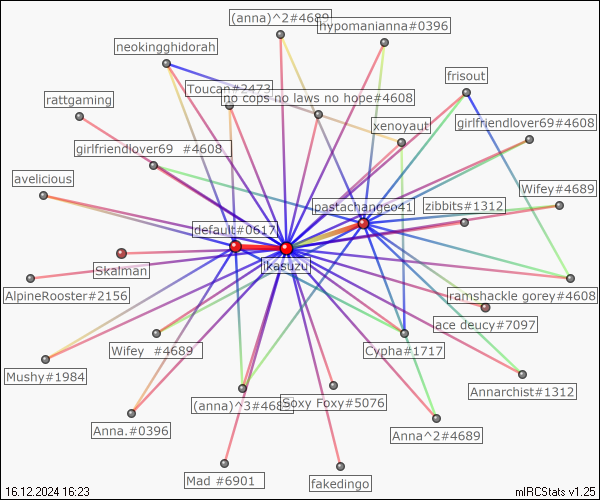 (anna)^2#4689
hypomanianna#0396
neokingghidorah
frisout
Toucan#2473
no cops no laws no hope#4608
rattgaming
girlfriendlover69#4608
xenoyaut
girlfriendlover69 #4608
avelicious
Wifey#4689
zibbits#1312
pastachangeo41
default#0617
ikasuzu
Skalman
AlpineRooster#2156
ramshackle gorey#4608
ace deucy#7097
Wifey #4689
Cypha#1717
Mushy#1984
Annarchist#1312
(anna)^3#4689
Soxy Foxy#5076
Anna.#0396
Anna^2#4689
Mad #6901
fakedingo
16.12.2024 16:23
mIRCStats v1.25